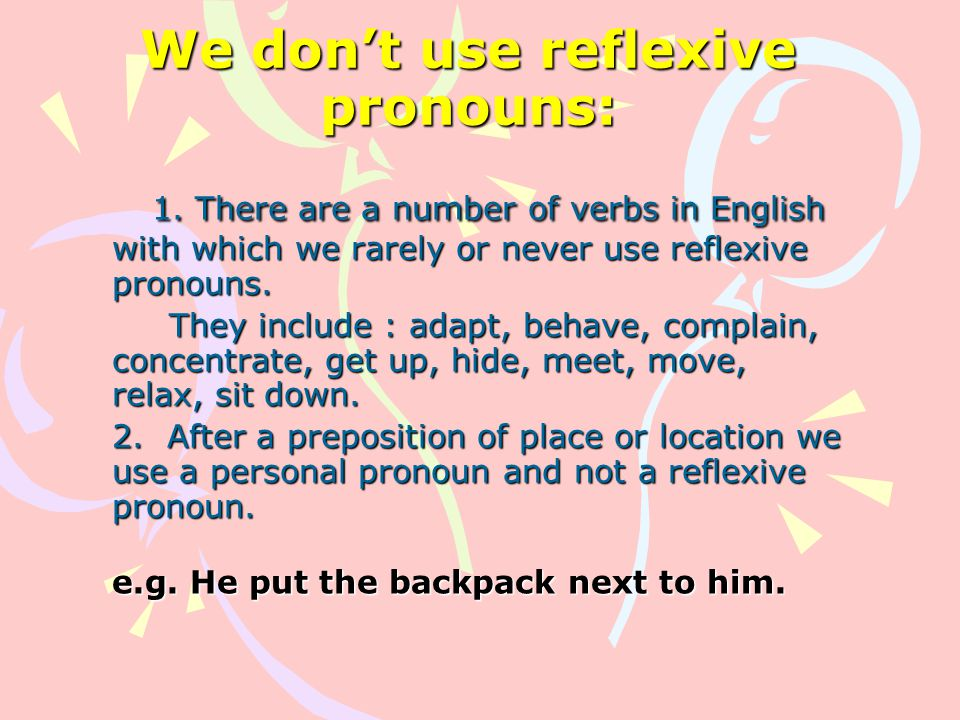 We don’t use reflexive
pronouns:
1. There are a number of verbs in English
with which we rarely or never use reflexive
pronouns.
They include : adapt, behave, complain,
concentrate, get up, hide, meet, move,
relax, sit down.
2. After a preposition of place or location we
use a personal pronoun and not a reflexive
pronoun.
e.g. He put the backpack next to him.